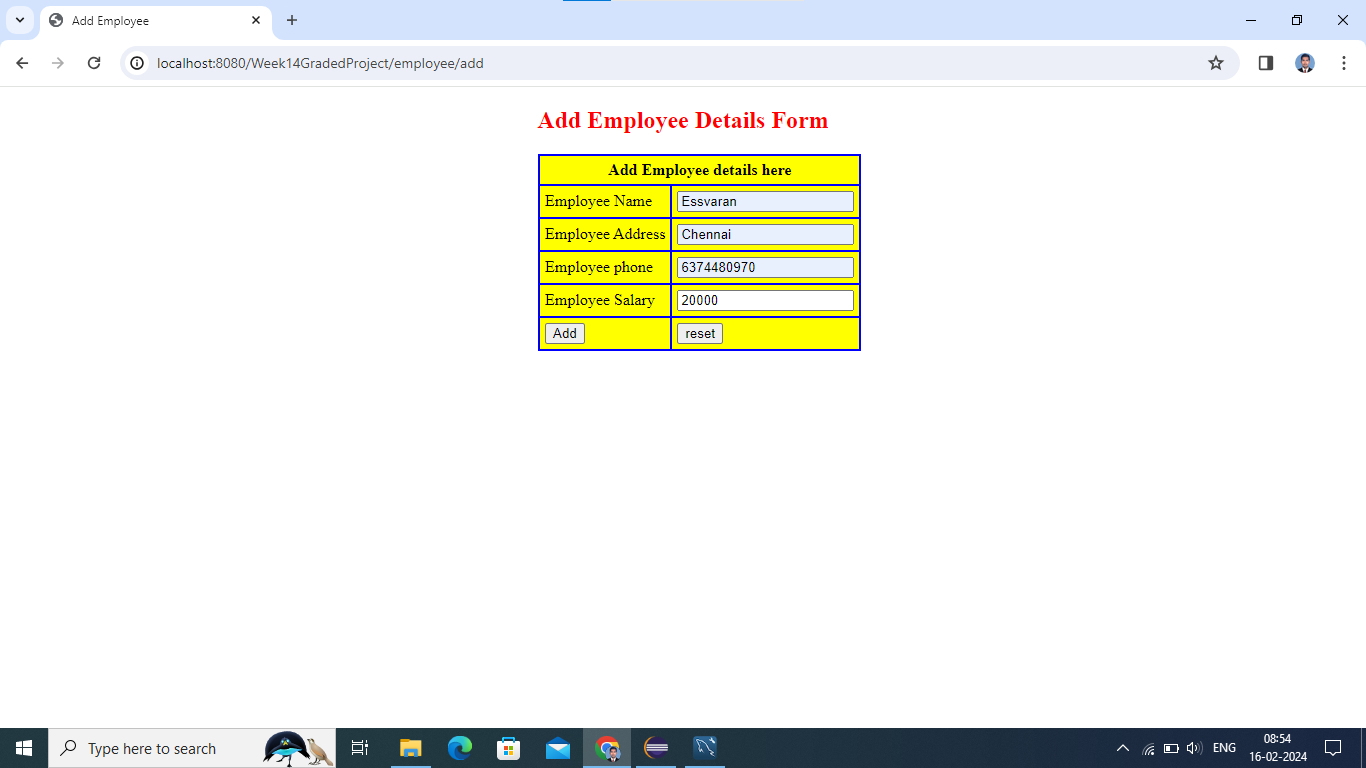 Add Employee
localhost:8080/Week14GradedProject/employee/add
Add Employee Details Form
Add Employee details here
Employee Name Essvaran
Employee Address Chennai
Employee phone 6374480970
Employee Salary 20000
Add reset
Type here to search
ENG
08:54
16-02-2024